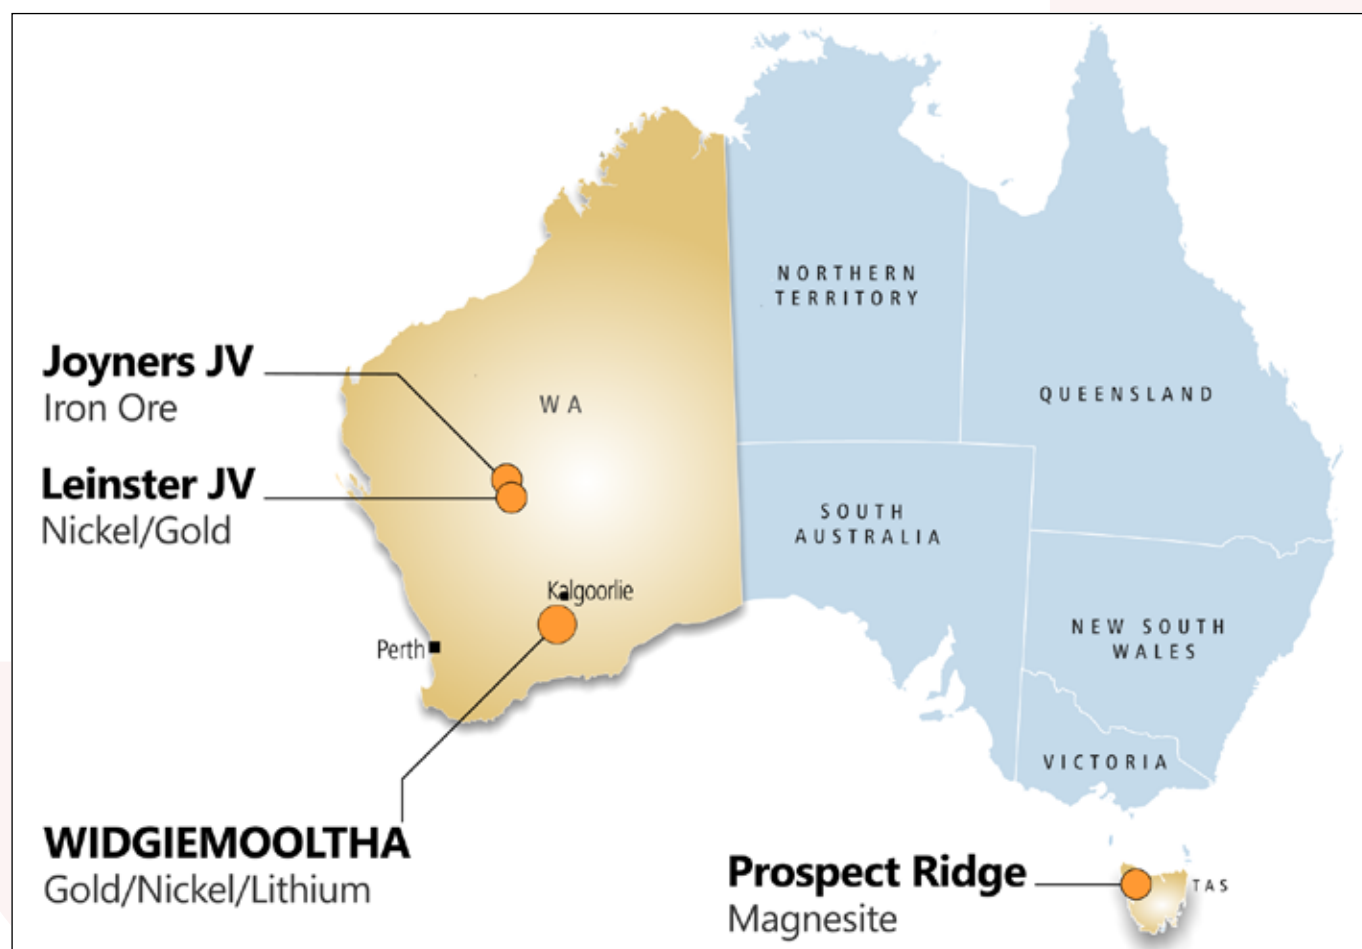 NORTHERN
TERRITORY
Joyners JV
Iron Ore
WA
QUEENSLAND
Leinster JV
Nickel/Gold
SOUTH
AUSTRALIA
Kalgoorlie
Perth
NEW SOUTH
WALES
VICTORIA
WIDGIEMOOLTHA
Gold/Nickel/Lithium
Prospect Ridge
Magnesite
TAS